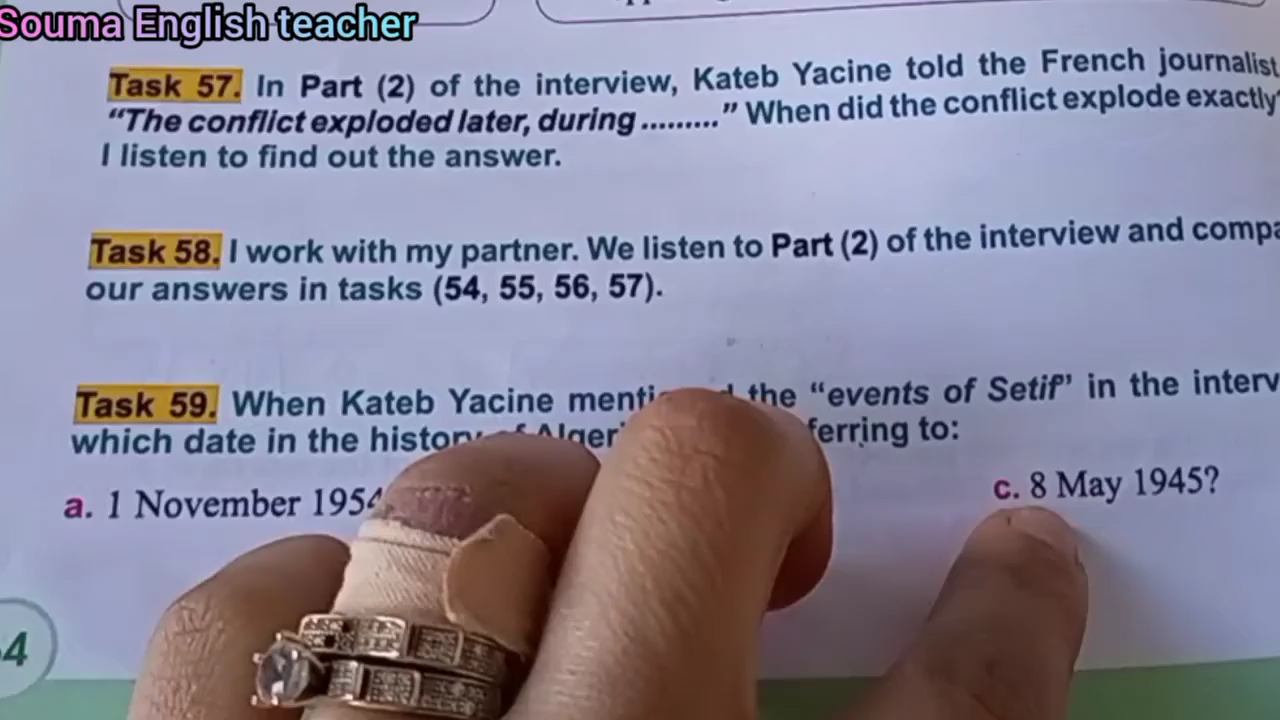 Souma English teacher
Task 57. In Part (2) of the interview, Kateb Yacine told the French journalist
“The conflict exploded later, during .........” When did the conflict explode exactly?
I listen to find out the answer.
Task 58. I work with my partner. We listen to Part (2) of the interview and compa
our answers in tasks (54, 55, 56, 57).
Task 59. When Kateb Yacine the “events of Setif” in the interv
which date in the history of to:
a. 1 November 1954 c. 8 May 1945?